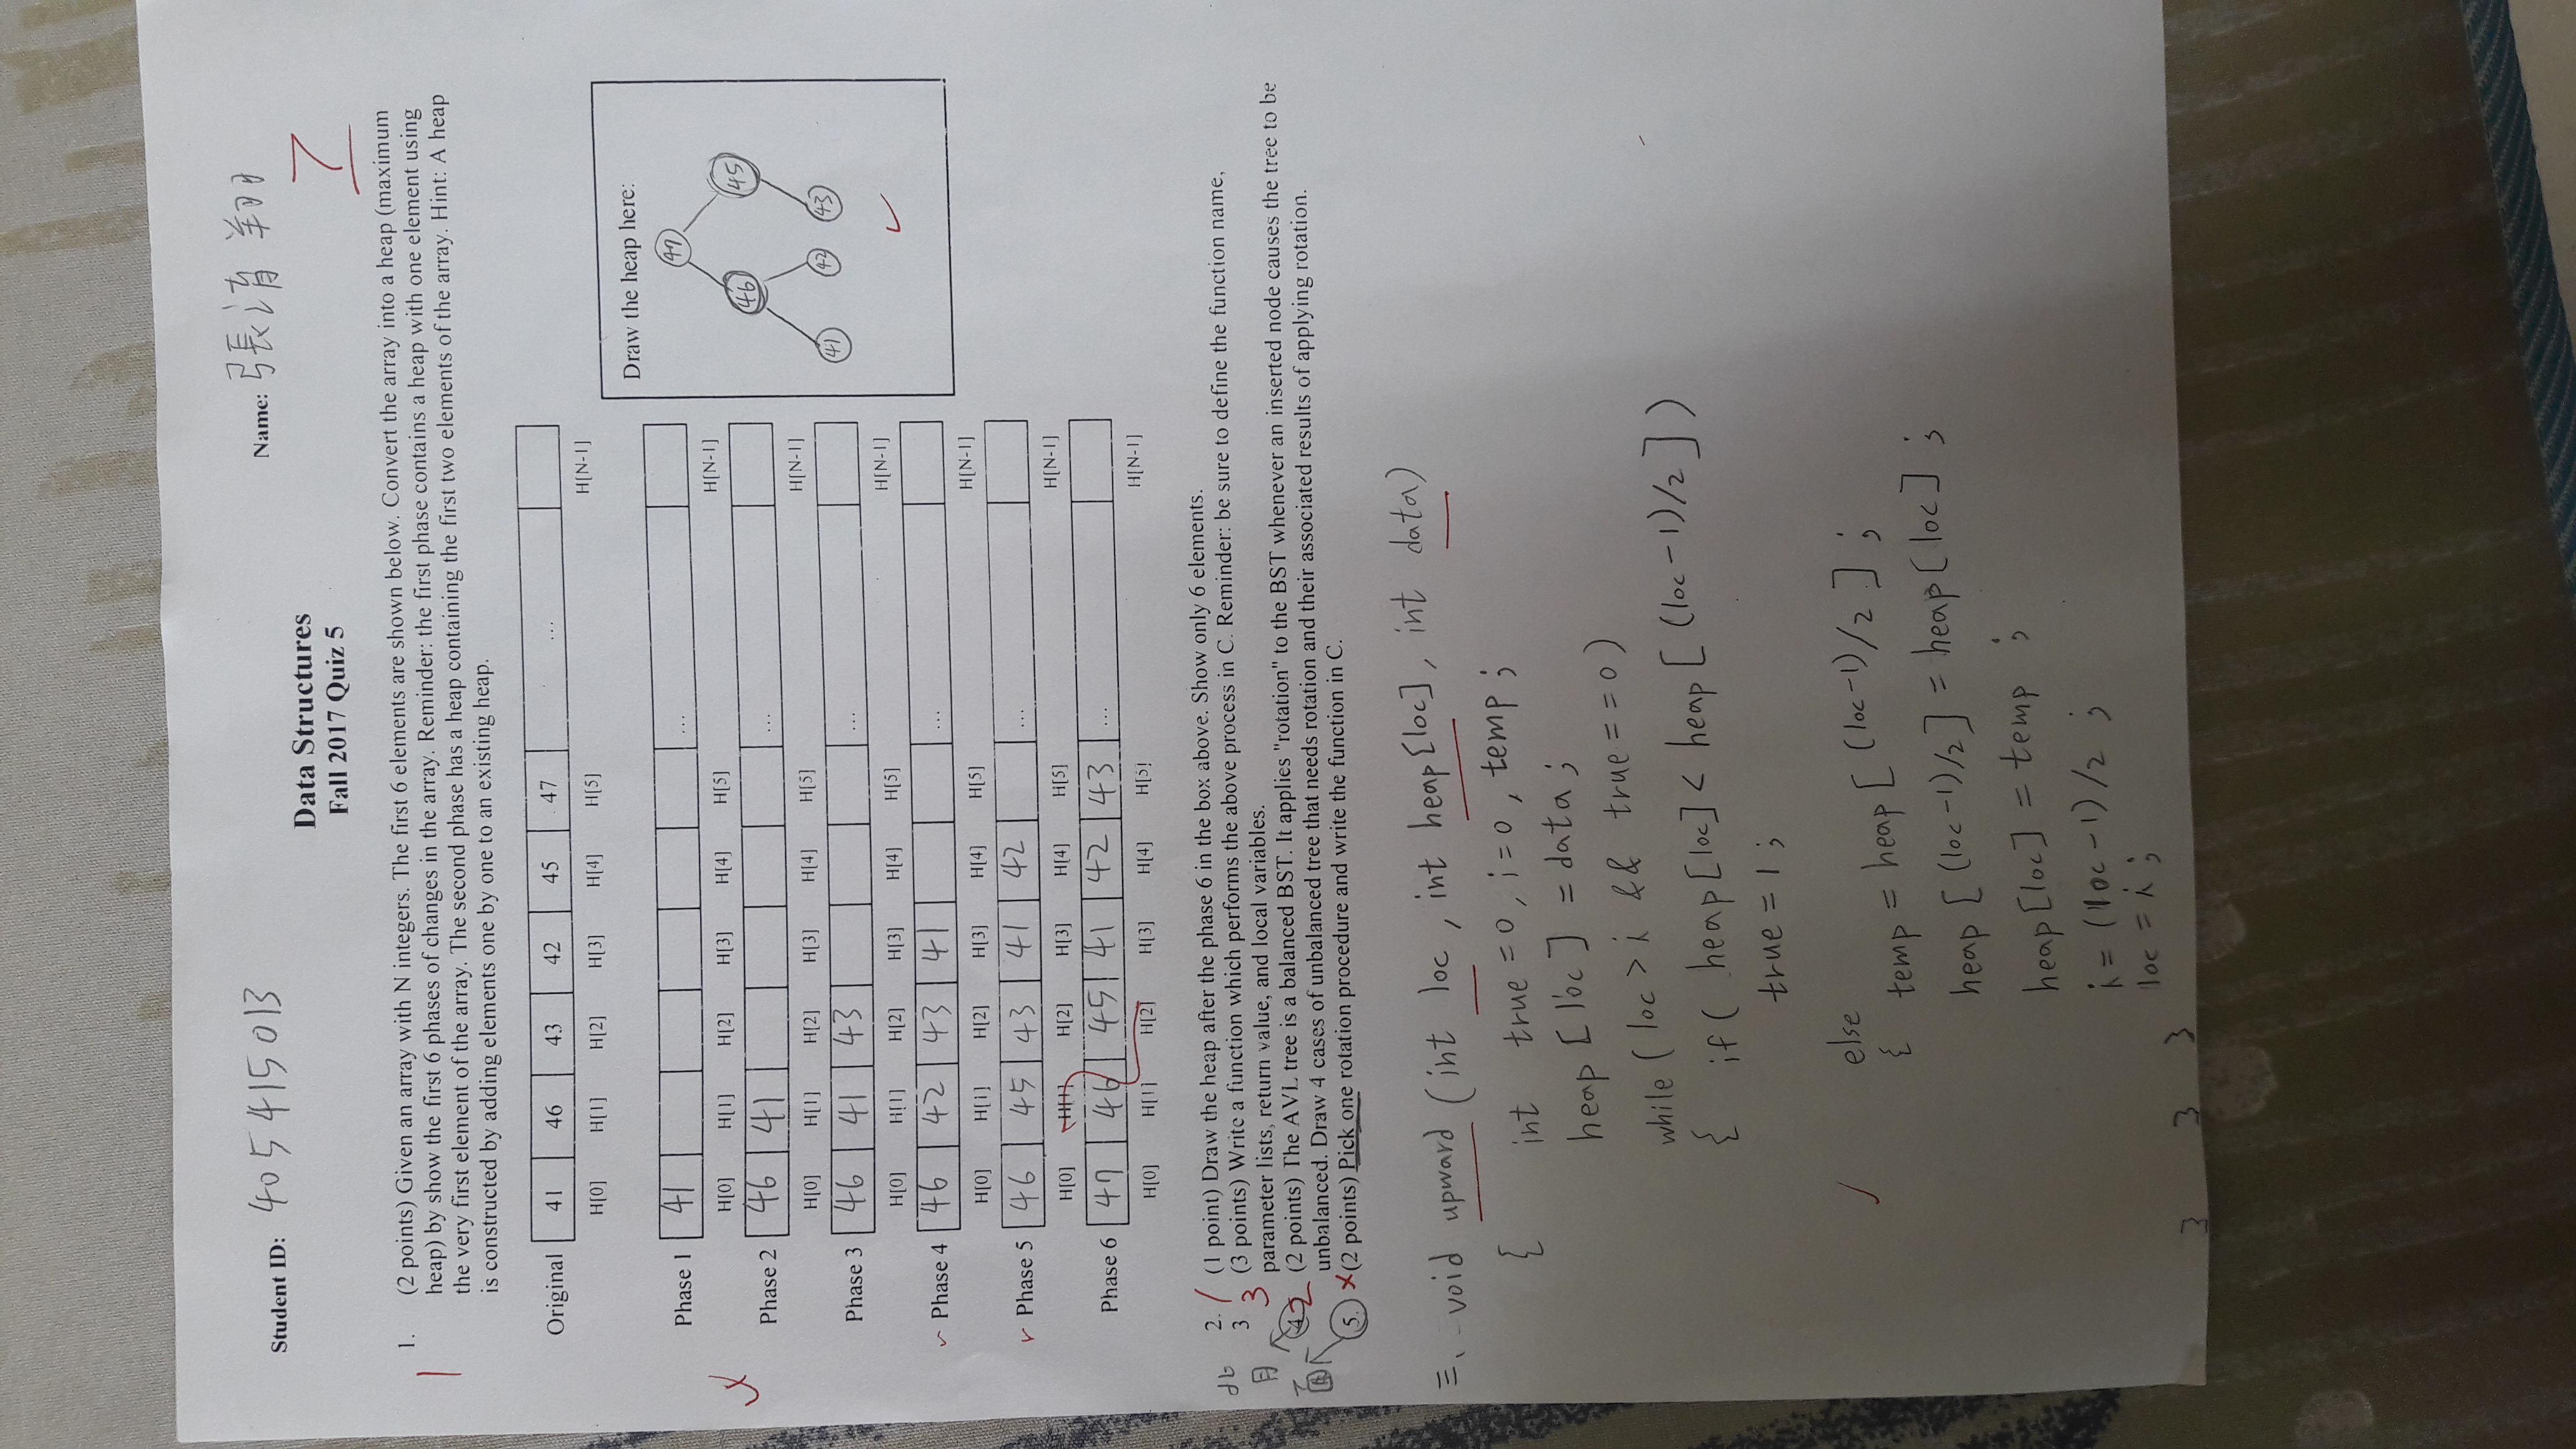 Student ID: 405415013
Name: 張清翔
Data Structures
7
Fall 2017 Quiz 5
1
1. (2 points) Given an array with N integers. The first 6 elements are shown below. Convert the array into a heap (maximum
heap) by show the first 6 phases of changes in the array. Reminder: the first phase contains a heap with one element using
the very first element of the array. The second phase has a heap containing the first two elements of the array. Hint: A heap
is constructed by adding elements one by one to an existing heap.
Original 41 46 43 42 45 47 ...
H[0] H[1] H[2] H[3] H[4] H[5] H[N-1]
Draw the heap here:
47
46 45
41 42 43
Phase 1 41 ...
H[0] H[1] H[2] H[3] H[4] H[5] H[N-1]
Phase 2 46 41 ...
H[0] H[1] H[2] H[3] H[4] H[5] H[N-1]
Phase 3 46 41 43 ...
H[0] H[1] H[2] H[3] H[4] H[5] H[N-1]
Phase 4 46 42 43 41 ...
H[0] H[1] H[2] H[3] H[4] H[5] H[N-1]
Phase 5 46 45 43 41 42 ...
H[0] H[1] H[2] H[3] H[4] H[5] H[N-1]
Phase 6 47 46 45 41 42 43 ...
H[0] H[1] H[2] H[3] H[4] H[5] H[N-1]
2. 1 (1 point) Draw the heap after the phase 6 in the box above. Show only 6 elements.
3 3 (3 points) Write a function which performs the above process in C. Reminder: be sure to define the function name,
parameter lists, return value, and local variables.
4. 2 (2 points) The AVL tree is a balanced BST. It applies "rotation" to the BST whenever an inserted node causes the tree to be
unbalanced. Draw 4 cases of unbalanced tree that needs rotation and their associated results of applying rotation.
5. (2 points) Pick one rotation procedure and write the function in C.
背面
三、void upward (int loc , int heap[loc], int data)
{ int true=0, i=0, temp;
heap [loc] = data;
while ( loc > i && true==0)
{ if( heap[loc] < heap [ (loc-1)/2 ])
true = 1;
else
{ temp = heap [ (loc-1)/2 ] ;
heap [ (loc-1)/2 ] = heap[loc] ;
heap[loc] = temp ;
i = (loc-1)/2 ;
loc = i ;
} } }